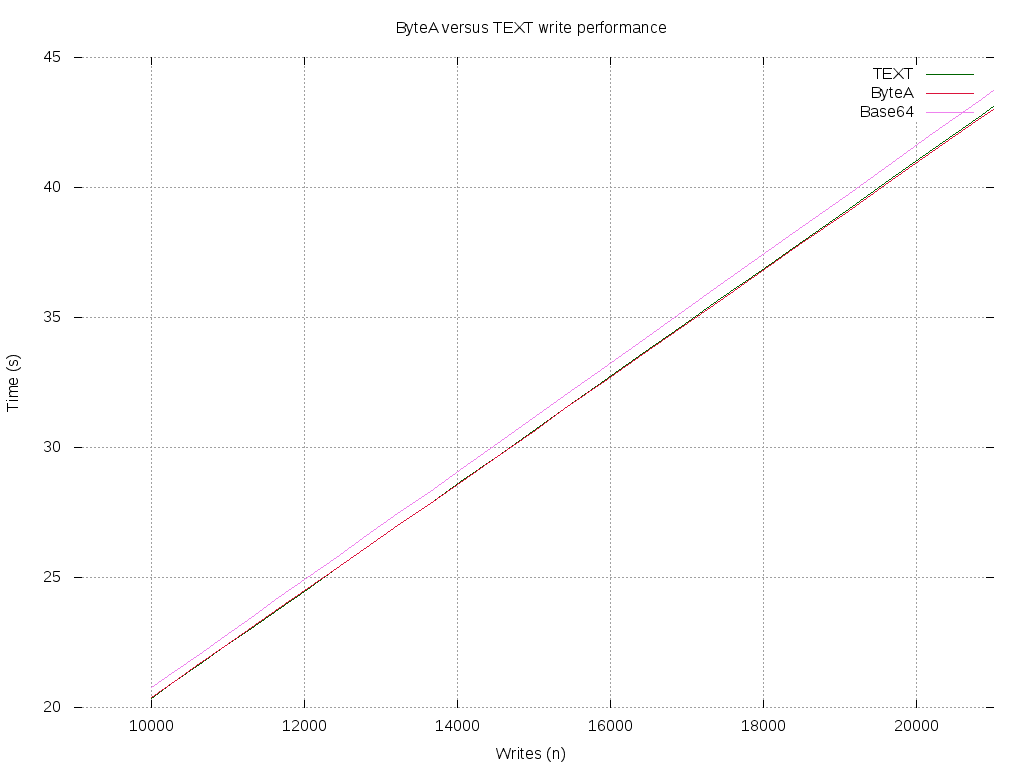 ByteA versus TEXT write performance
45
40
35
30
25
20
TEXT
ByteA
Base64
Time (s)
10000 12000 14000 16000 18000 20000
Writes (n)